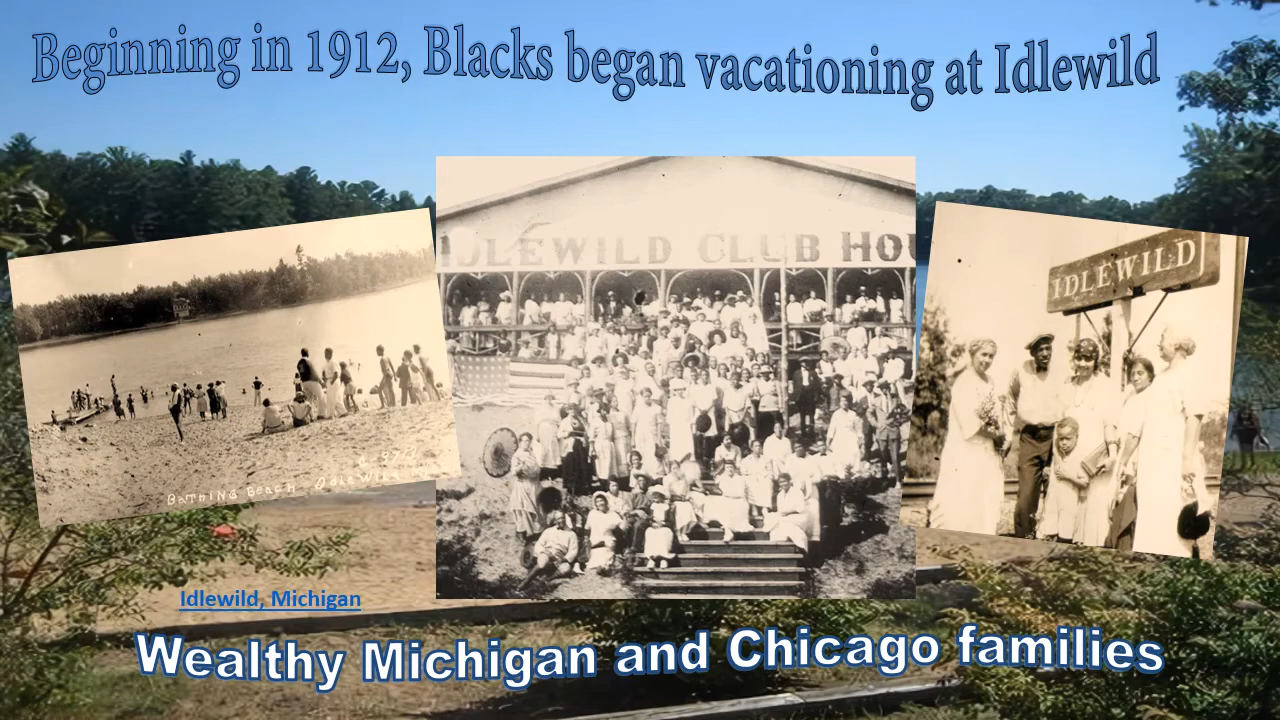 Beginning in 1912, Blacks began vacationing at Idlewild
IDLEWILD CLUB HOU
IDLEWILD
BATHING BEACH
Idlewild, Michigan
Wealthy Michigan and Chicago families